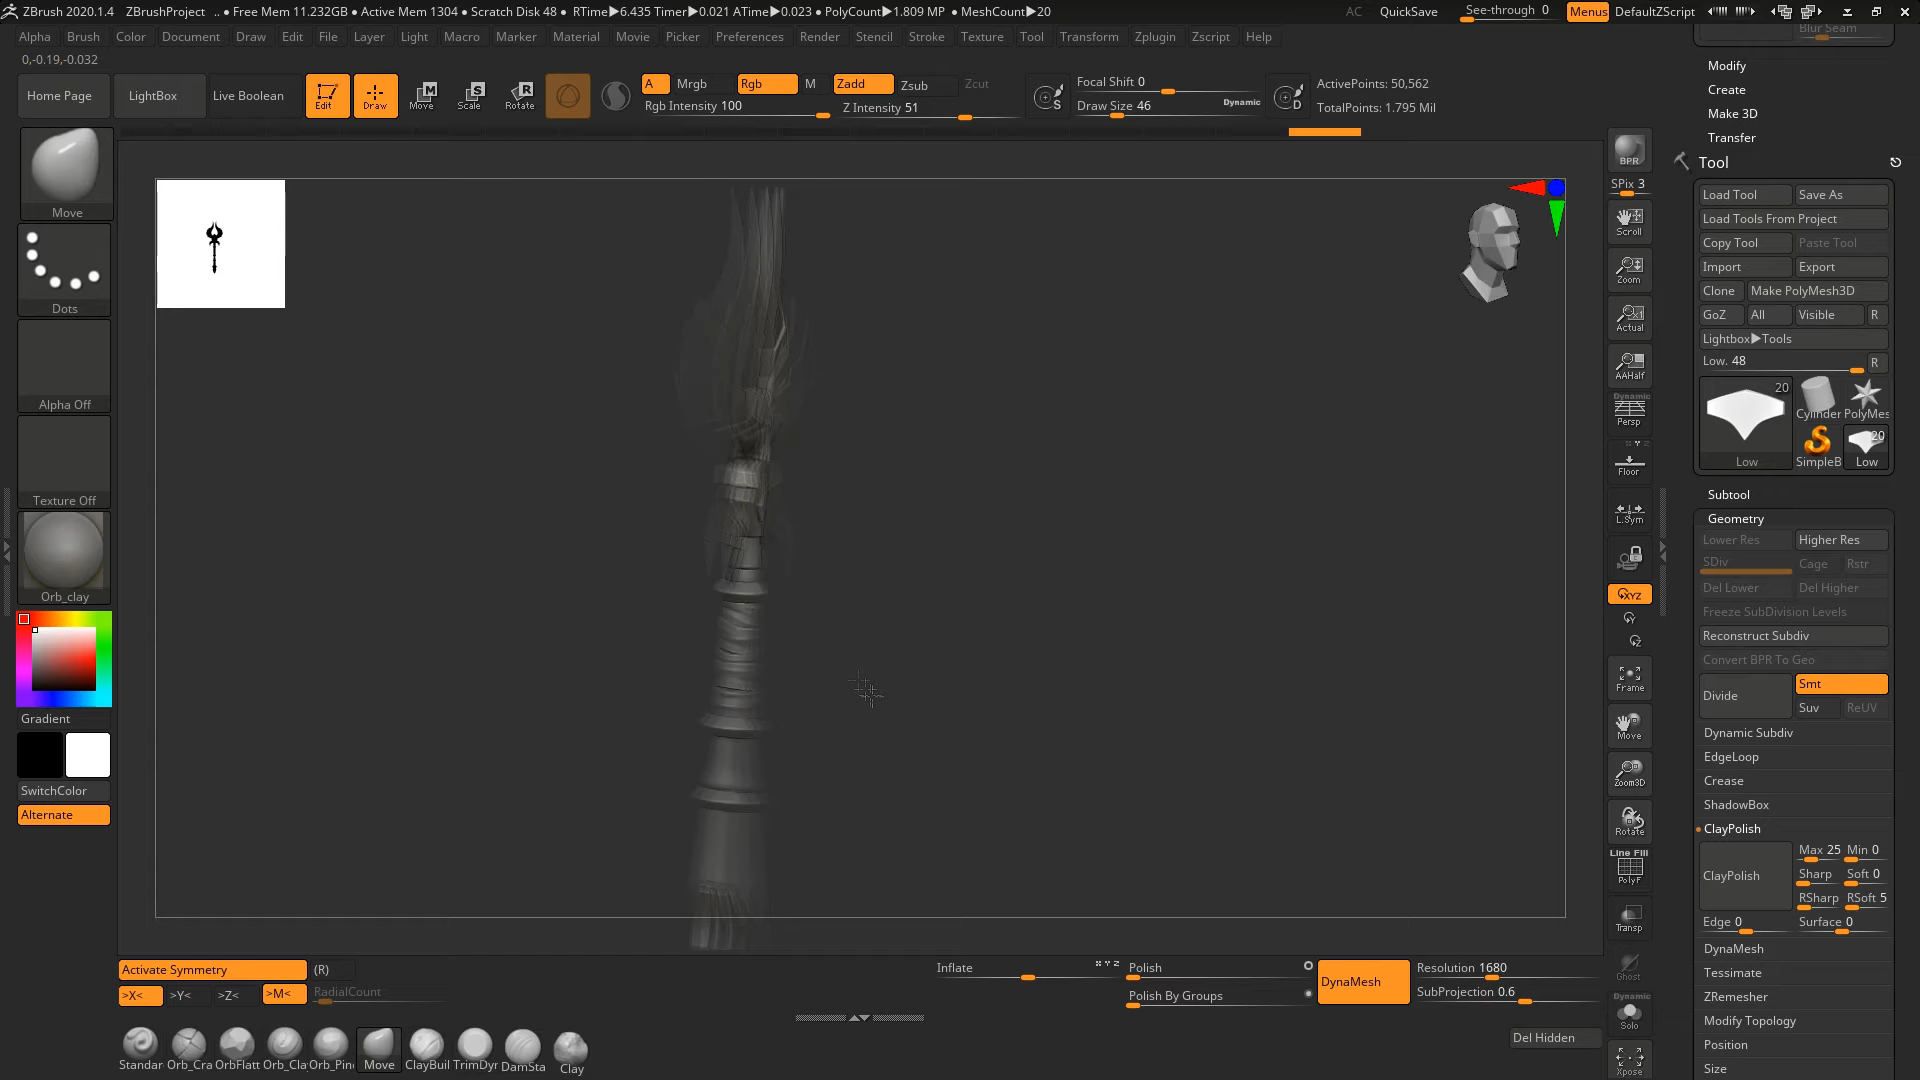 ZBrush 2020.1.4 ZBrushProject .. • Free Mem 11.232GB • Active Mem 1304 • Scratch Disk 48 • RTime▶6.435 Timer▶0.021 ATime▶0.023 • PolyCount▶1.809 MP • MeshCount▶20 AC QuickSave See-through 0 Menus DefaultZScript
Alpha Brush Color Document Draw Edit File Layer Light Macro Marker Material Movie Picker Preferences Render Stencil Stroke Texture Tool Transform Zplugin Zscript Help
Blur Seam
0,-0.19,-0.032
Home Page LightBox Live Boolean Edit Draw Move Scale Rotate
A Mrgb Rgb M Zadd Zsub Zcut
Rgb Intensity 100 Z Intensity 51
S Focal Shift 0
Draw Size 46 Dynamic D
ActivePoints: 50,562
TotalPoints: 1.795 Mil
Move
Dots
Alpha Off
Texture Off
Orb_clay
Gradient
SwitchColor
Alternate
BPR
SPix 3
Scroll
Zoom
Actual
AAHalf
Dynamic
Persp
Floor
L.Sym
XYZ
Frame
Move
Zoom3D
Rotate
Line Fill
PolyF
Transp
Ghost
Dynamic
Solo
Xpose
Modify
Create
Make 3D
Transfer
Tool
Load Tool Save As
Load Tools From Project
Copy Tool Paste Tool
Import Export
Clone Make PolyMesh3D
GoZ All Visible R
Lightbox▶Tools
Low. 48 R
20
Cylinder PolyMes
20
Low SimpleB Low
Subtool
Geometry
Lower Res Higher Res
SDiv Cage Rstr
Del Lower Del Higher
Freeze SubDivision Levels
Reconstruct Subdiv
Convert BPR To Geo
Divide Smt
Suv ReUV
Dynamic Subdiv
EdgeLoop
Crease
ShadowBox
ClayPolish
ClayPolish Max 25 Min 0
Sharp Soft 0
RSharp RSoft 5
Edge 0 Surface 0
DynaMesh
Tessimate
ZRemesher
Modify Topology
Position
Size
Activate Symmetry (R)
>X< >Y< >Z< >M< RadialCount
Inflate X Y Z Polish
Polish By Groups
DynaMesh Resolution 1680
SubProjection 0.6
Del Hidden
Standar Orb_Cra OrbFlatt Orb_Cla Orb_Pin Move ClayBuil TrimDyr DamSta Clay